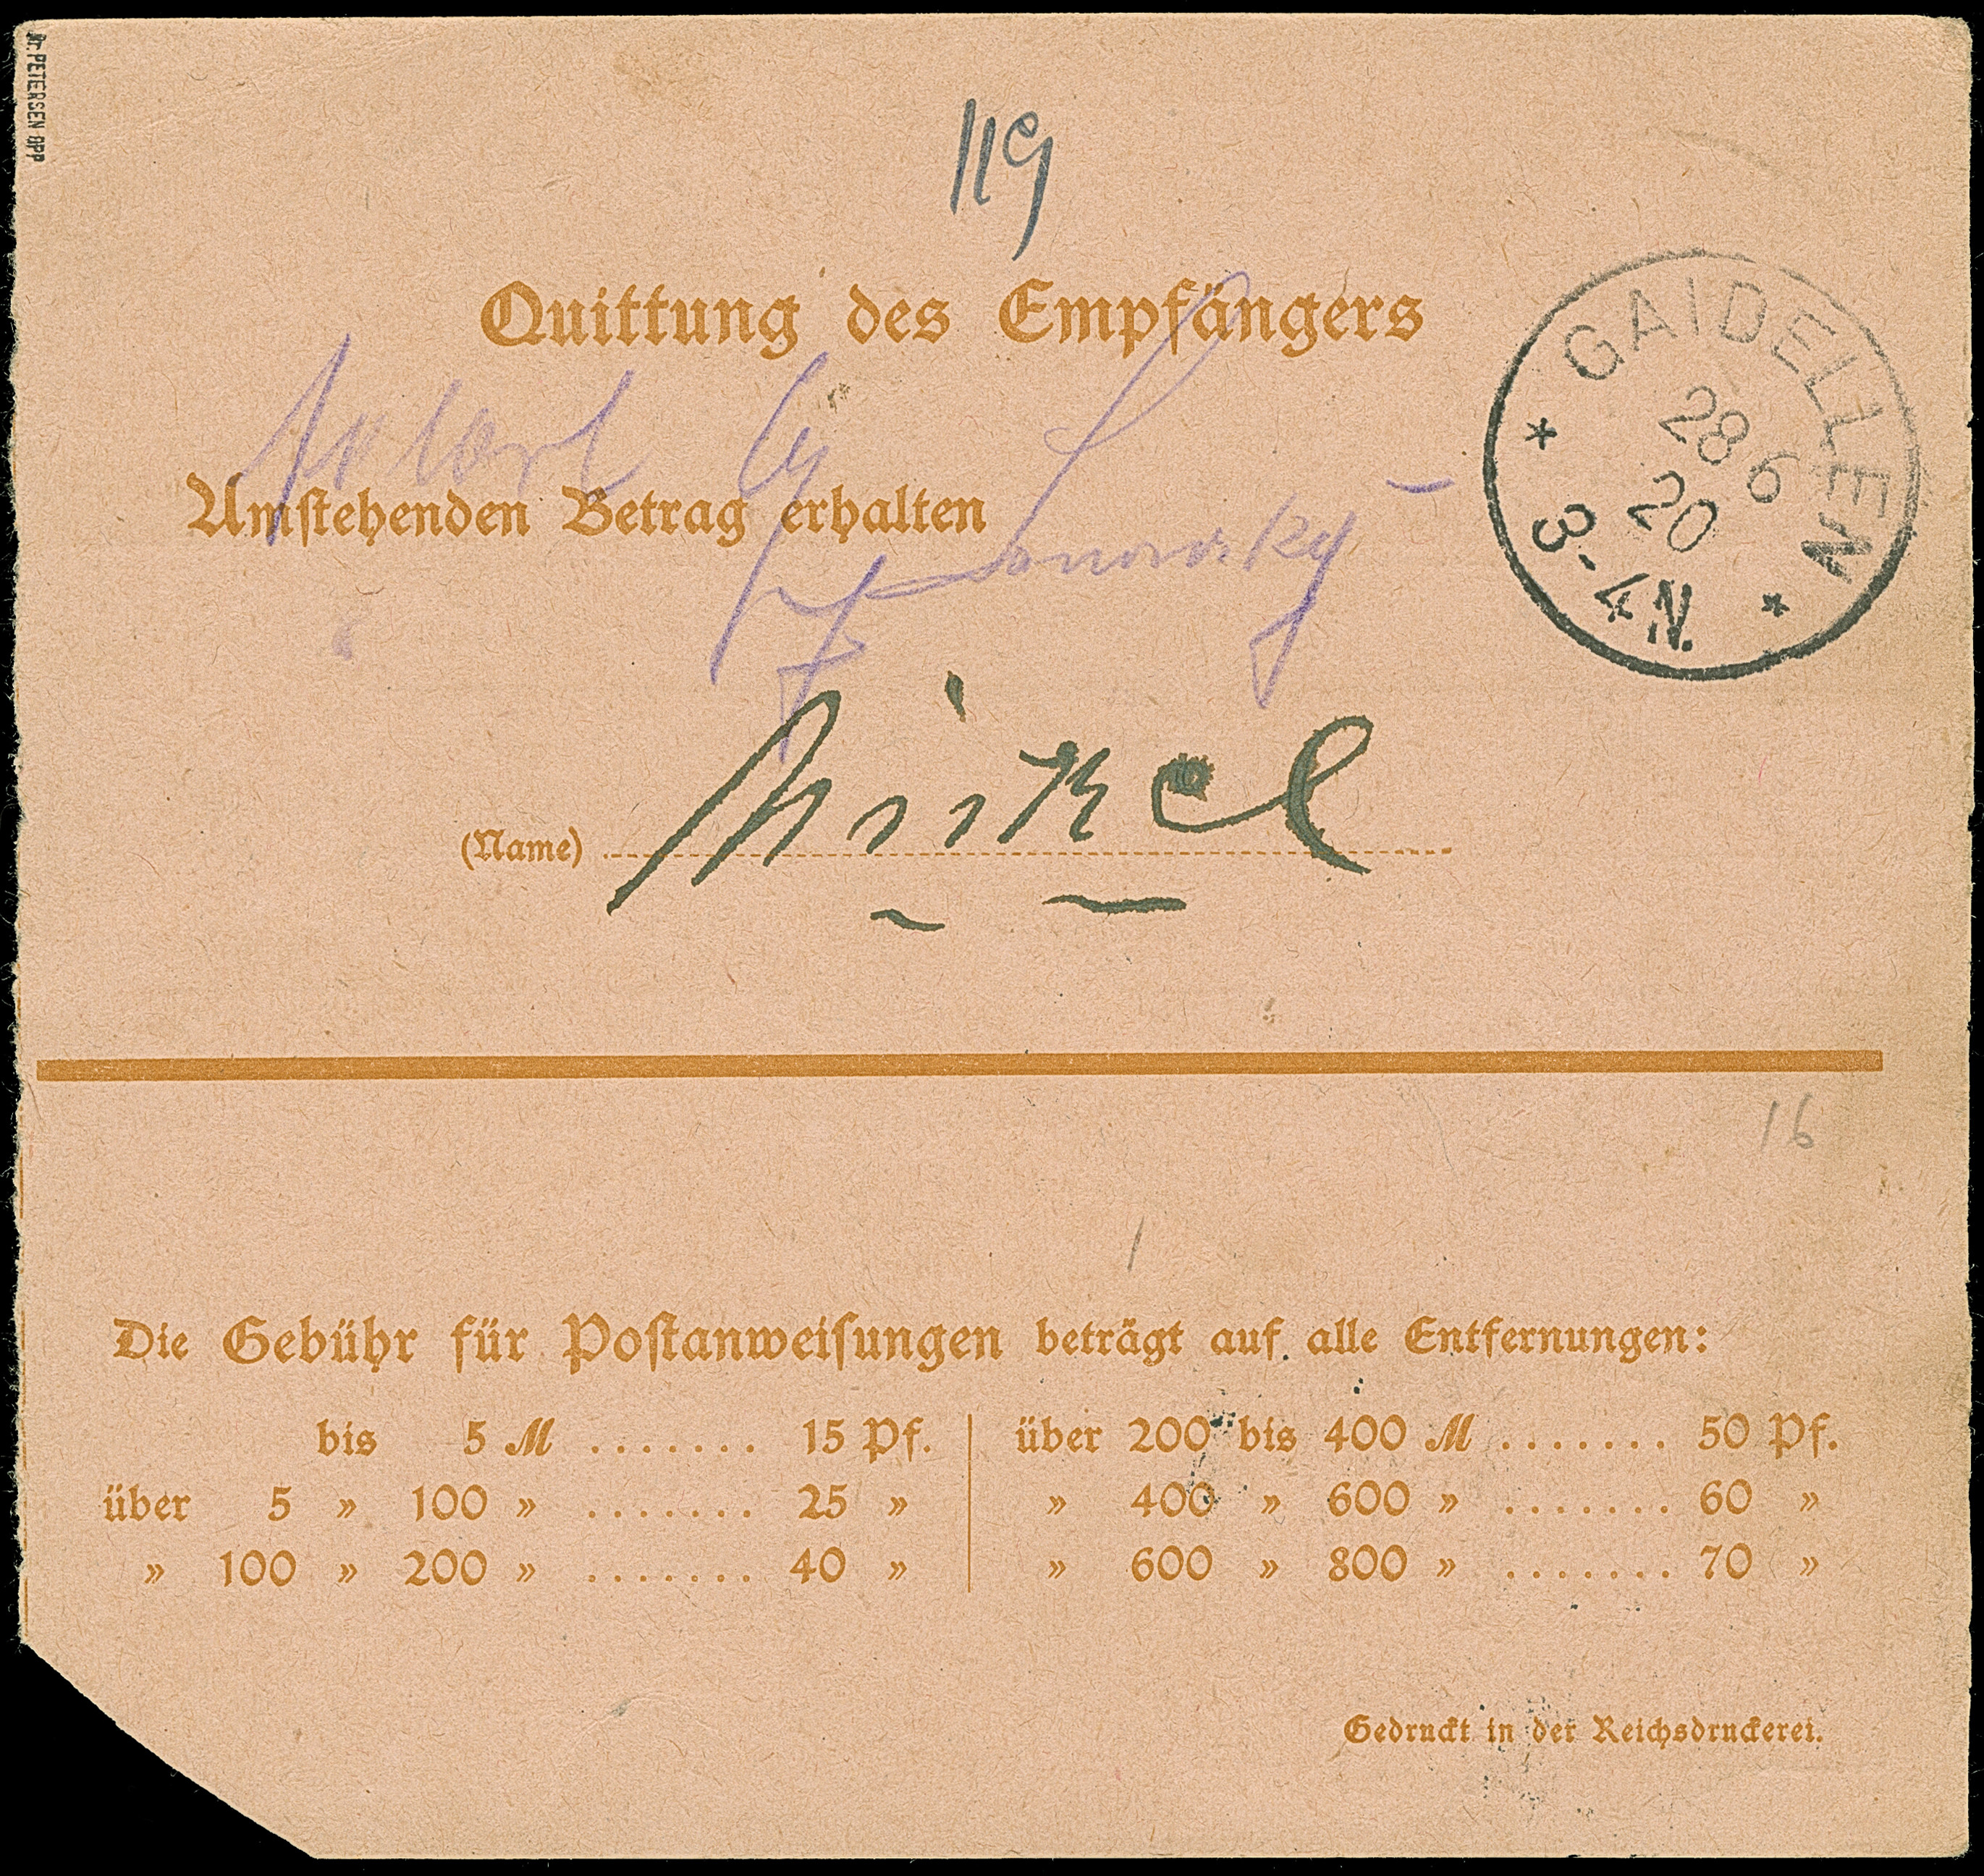 Dr. PETERSEN BPP
119
Quittung des Empfängers
GAIDELLEN
28 6
20
3-4N.
Amſtehenden Betrag erhalten
(Name)
16
Die Gebühr für Poſtanweiſungen beträgt auf alle Entfernungen:
bis 5 ℳ ....... 15 Pf. über 200 bis 400 ℳ ....... 50 Pf.
über 5 » 100 » ....... 25 » » 400 » 600 » ....... 60 »
» 100 » 200 » ....... 40 » » 600 » 800 » ....... 70 »
Gedruckt in der Reichsdruckerei.